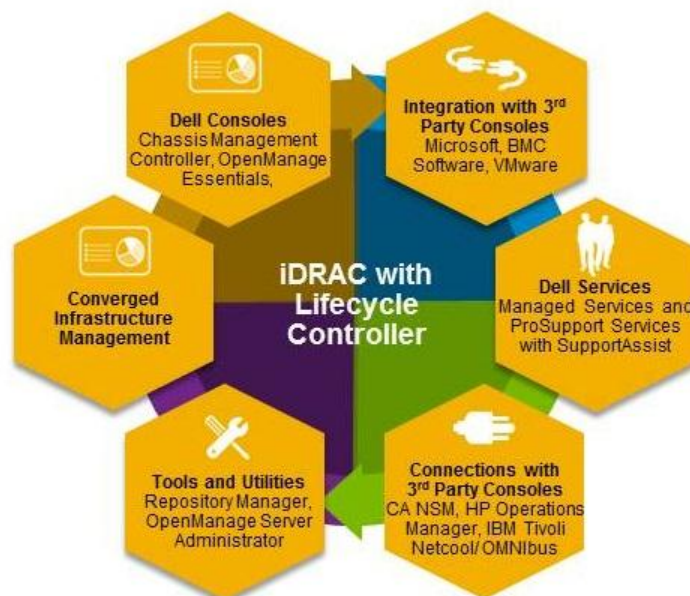 Dell Consoles
Chassis Management
Controller, OpenManage
Essentials,
Integration with 3rd
Party Consoles
Microsoft, BMC
Software, VMware
Converged
Infrastructure
Management
iDRAC with
Lifecycle
Controller
Dell Services
Managed Services and
ProSupport Services
with SupportAssist
Tools and Utilities
Repository Manager,
OpenManage Server
Administrator
Connections with
3rd Party Consoles
CA NSM, HP Operations
Manager, IBM Tivoli
Netcool/ OMNIbus